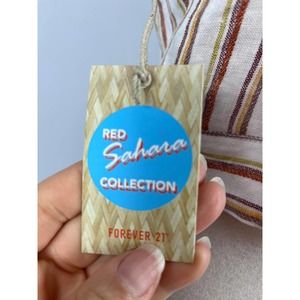 RED
Sahara
COLLECTION
FOREVER 21